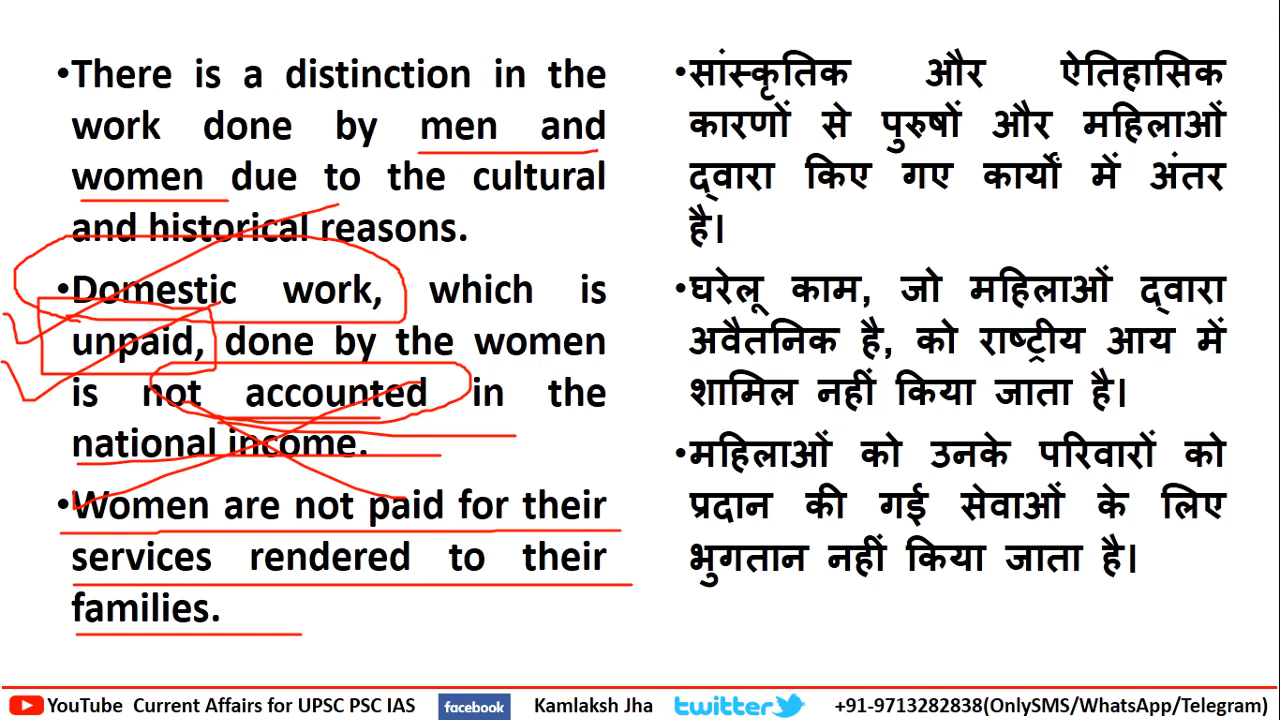 •There is a distinction in the
work done by men and
women due to the cultural
and historical reasons.
•Domestic work, which is
unpaid, done by the women
is not accounted in the
national income.
•Women are not paid for their
services rendered to their
families.
•सांस्कृतिक और ऐतिहासिक
कारणों से पुरुषों और महिलाओं
द्वारा किए गए कार्यों में अंतर
है।
•घरेलू काम, जो महिलाओं द्वारा
अवैतनिक है, को राष्ट्रीय आय में
शामिल नहीं किया जाता है।
•महिलाओं को उनके परिवारों को
प्रदान की गई सेवाओं के लिए
भुगतान नहीं किया जाता है।
YouTube Current Affairs for UPSC PSC IAS facebook Kamlaksh Jha twitter +91-9713282838(OnlySMS/WhatsApp/Telegram)